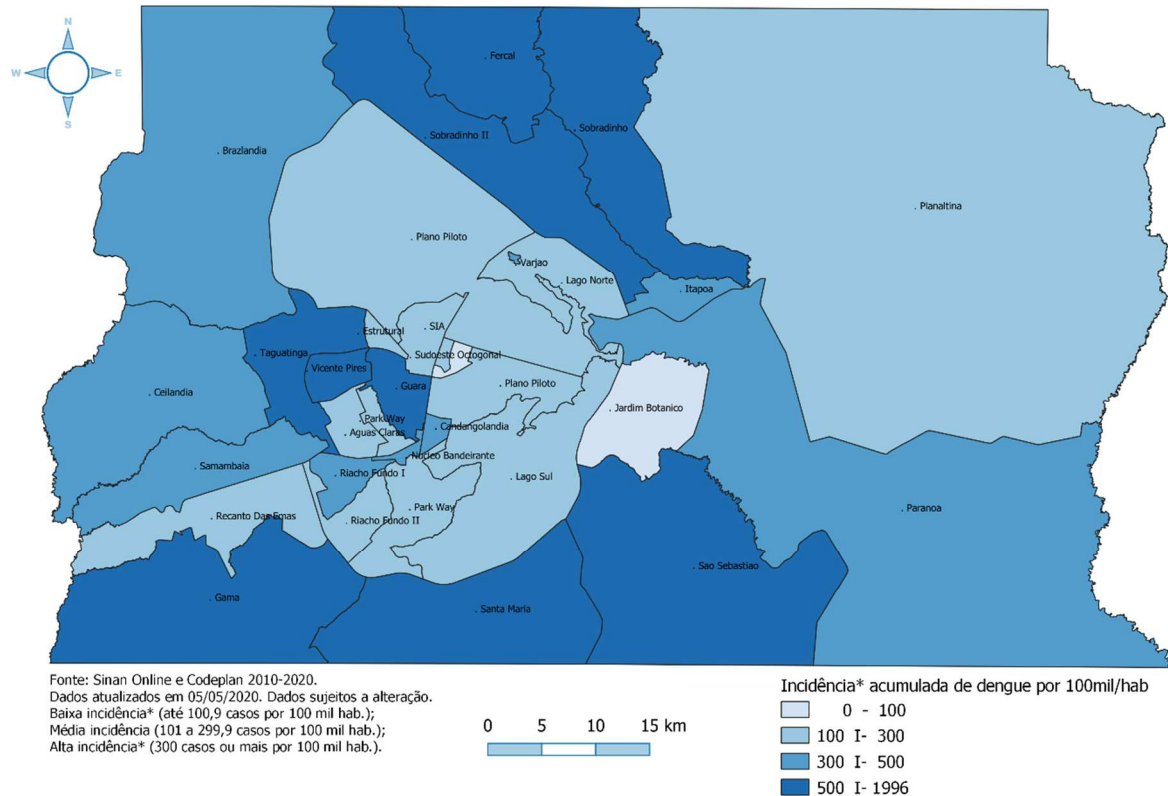 N
W E
S
. Fercal
. Sobradinho
. Sobradinho II
. Brazlandia
. Planaltina
. Plano Piloto
. Varjao
. Lago Norte
. Itapoa
. Estrutural
. SIA
. Taguatinga
. Sudoeste Octogonal
. Vicente Pires
. Guara
. Plano Piloto
. Ceilandia
. Jardim Botanico
. Park Way
. Aguas Claras
. Candangolandia
. Nucleo Bandeirante
. Samambaia
. Riacho Fundo I
. Lago Sul
. Park Way
. Paranoa
. Recanto Das Emas
. Riacho Fundo II
. Sao Sebastiao
. Gama
. Santa Maria
Fonte: Sinan Online e Codeplan 2010-2020.
Dados atualizados em 05/05/2020. Dados sujeitos a alteração.
Baixa incidência* (até 100,9 casos por 100 mil hab.);
Média incidência (101 a 299,9 casos por 100 mil hab.);
Alta incidência* (300 casos ou mais por 100 mil hab.).
0 5 10 15 km
Incidência* acumulada de dengue por 100mil/hab
0 - 100
100 I- 300
300 I- 500
500 I- 1996